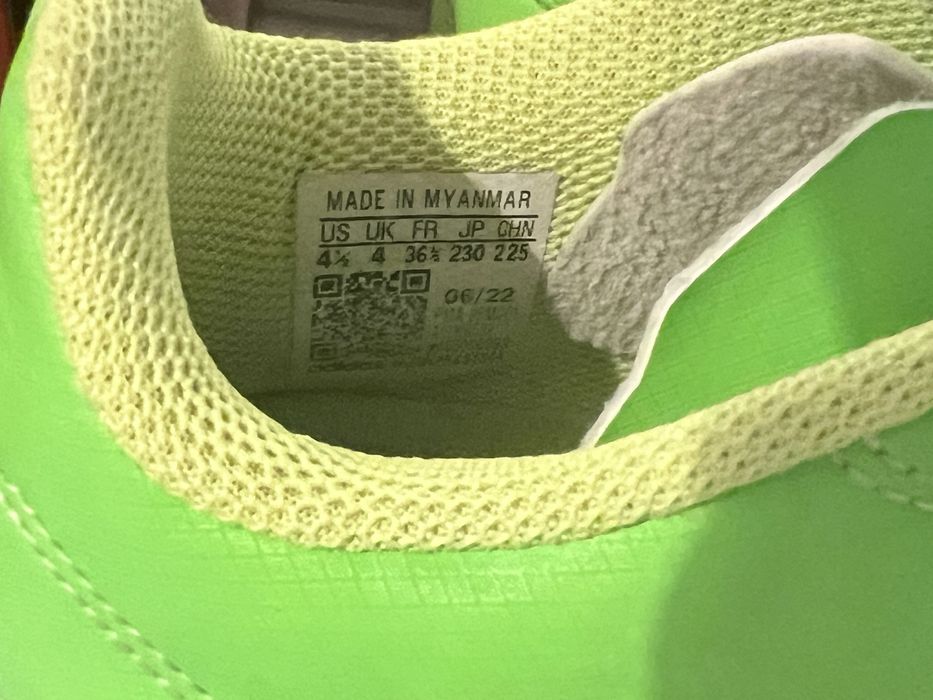 MADE IN MYANMAR
US UK FR JP CHN
4½ 4 36⅔ 230 225
06/22